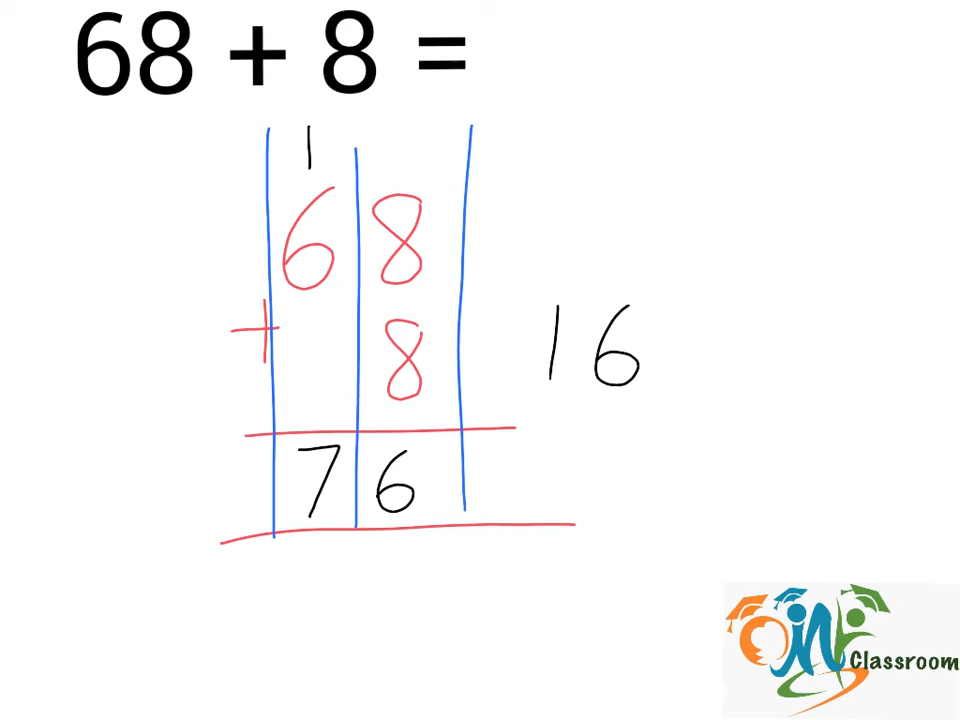 68 + 8 =
1
68
+ 8
16
76
Classroom